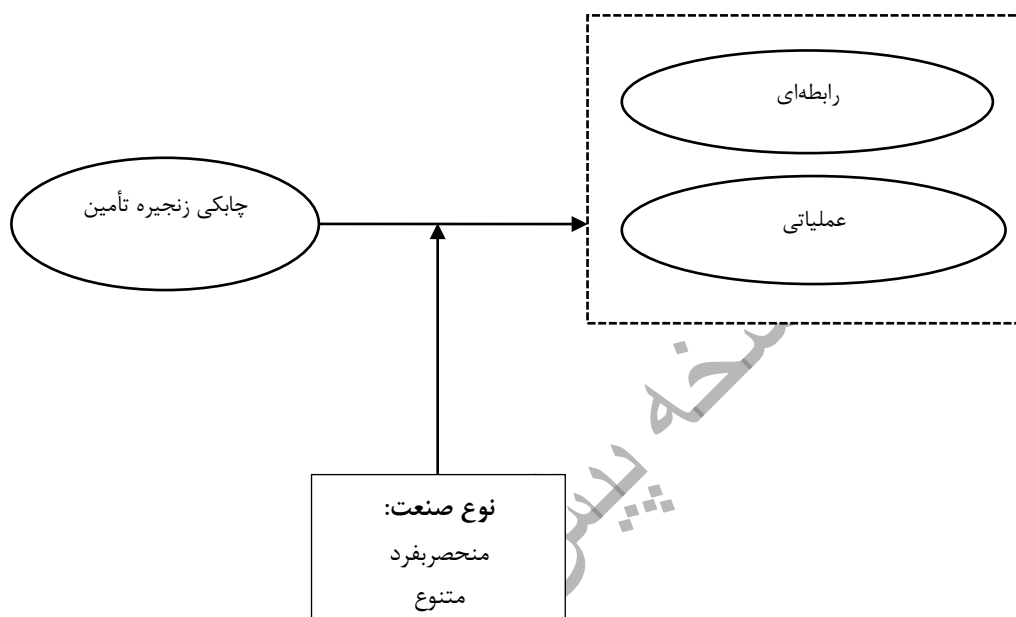 رابطه‌ای
چابکی زنجیره تأمین
عملیاتی
نوع صنعت:
منحصربفرد
متنوع